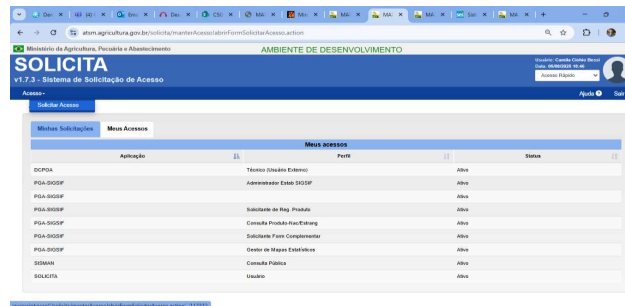 Ministério da Agricultura, Pecuária e Abastecimento
AMBIENTE DE DESENVOLVIMENTO
atsm.agricultura.gov.br/solicita/manterAcesso/abrirFormSolicitarAcesso.action
SOLICITA
v1.7.3 - Sistema de Solicitação de Acesso
Acesso Rápido
Acesso
Ajuda
Sair
Solicitar Acesso
Minhas Solicitações Meus Acessos
Meus acessos
Aplicação Perfil Status
DCPOA Técnico (Usuário Externo) Ativo
PGA-SIGSIF Administrador Estab SIGSIF Ativo
Ativo
PGA-SIGSIF Solicitante de Reg. Produto Ativo
PGA-SIGSIF Consulta Produto-Nac/Estrang Ativo
PGA-SIGSIF Solicitante Form Complementar Ativo
PGA-SIGSIF Gestor de Mapas Estatísticos Ativo
SISMAN Consulta Pública Ativo
SOLICITA Usuário Ativo